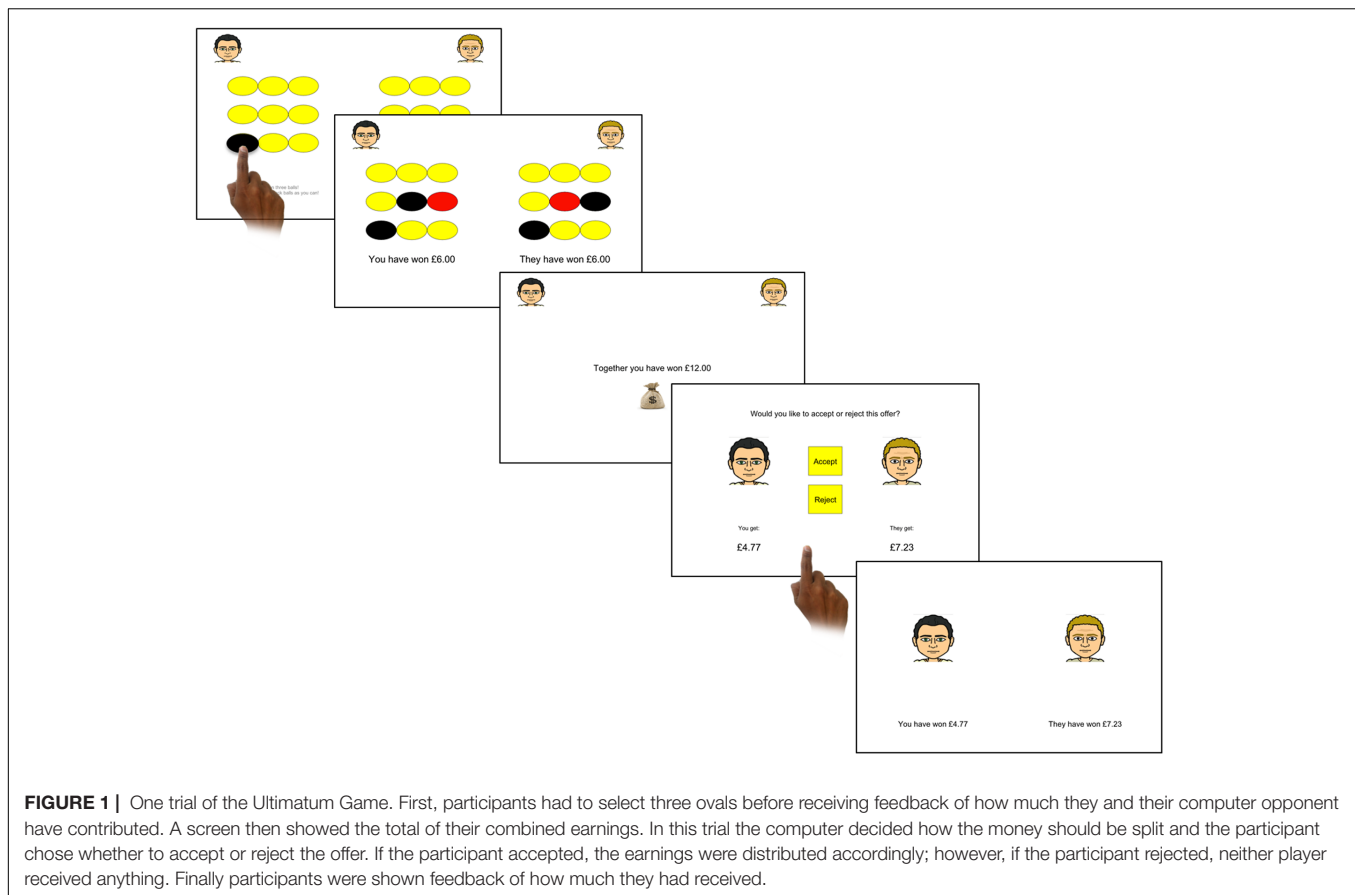 n three balls!
ck balls as you can!
You have won £6.00
They have won £6.00
Together you have won £12.00
$
Would you like to accept or reject this offer?
Accept
Reject
You get:
They get:
£4.77
£7.23
You have won £4.77
They have won £7.23
FIGURE 1 | One trial of the Ultimatum Game. First, participants had to select three ovals before receiving feedback of how much they and their computer opponent
have contributed. A screen then showed the total of their combined earnings. In this trial the computer decided how the money should be split and the participant
chose whether to accept or reject the offer. If the participant accepted, the earnings were distributed accordingly; however, if the participant rejected, neither player
received anything. Finally participants were shown feedback of how much they had received.